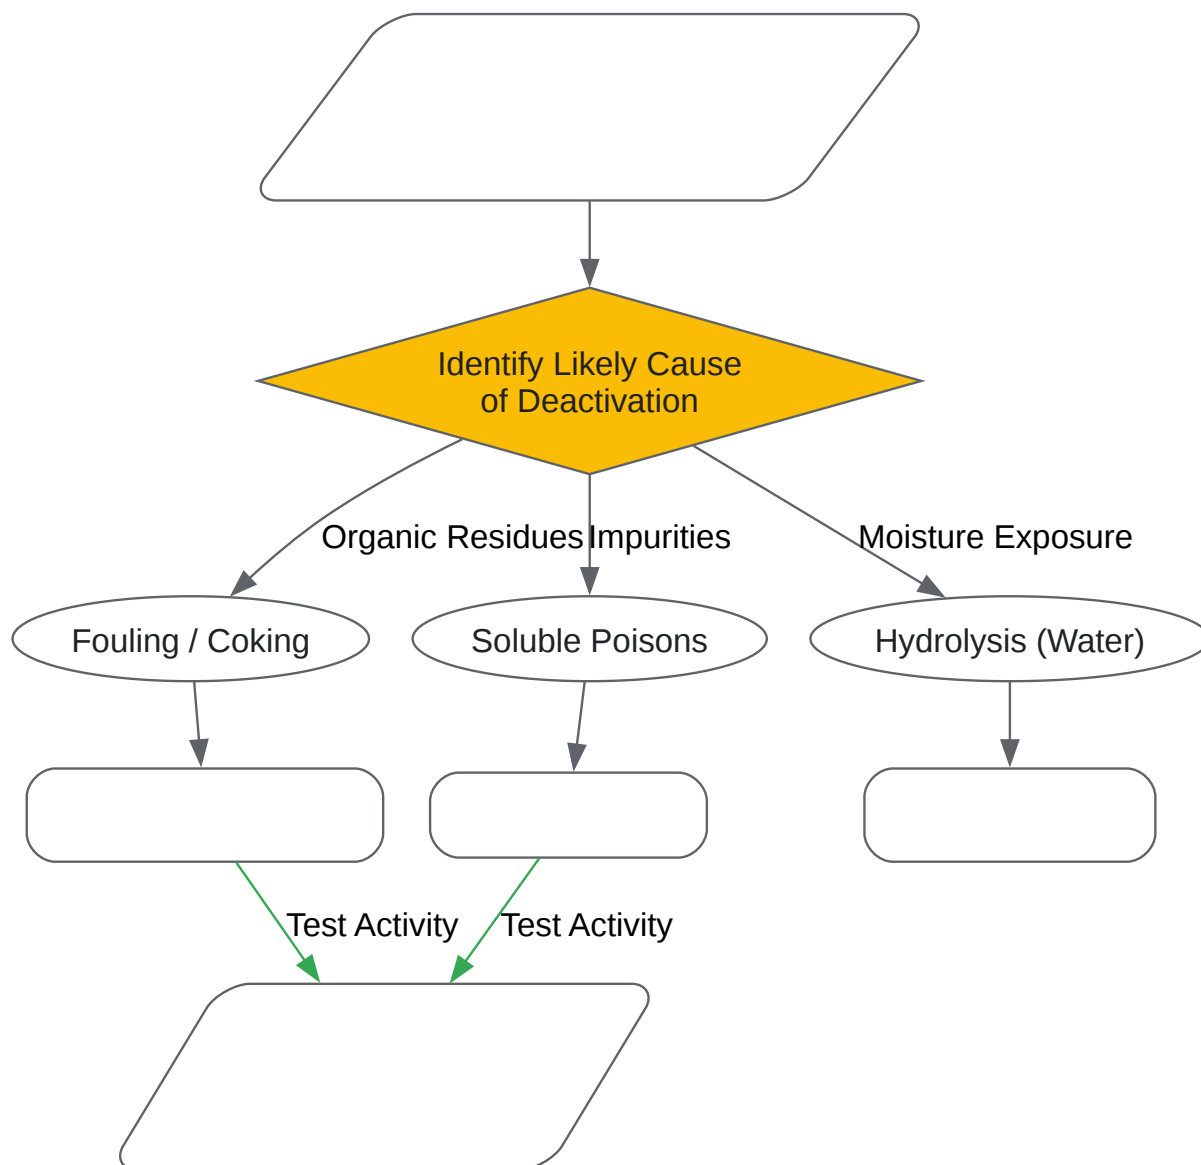 Identify Likely Cause
of Deactivation
Organic Residues
Impurities
Moisture Exposure
Fouling / Coking
Soluble Poisons
Hydrolysis (Water)
Test Activity
Test Activity